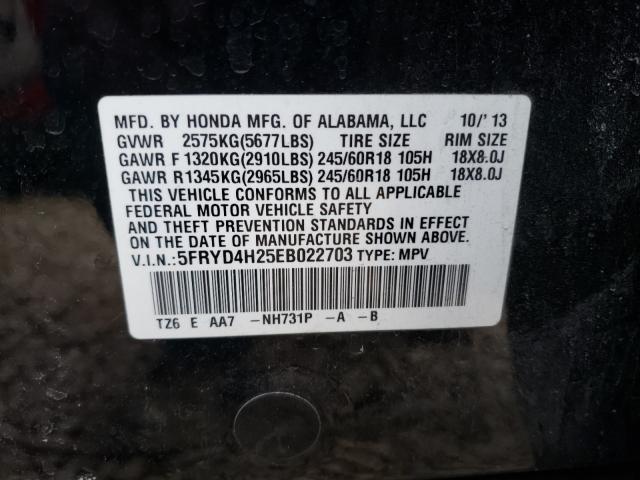 MFD. BY HONDA MFG. OF ALABAMA, LLC 10/'13
GVWR 2575KG(5677LBS) TIRE SIZE RIM SIZE
GAWR F 1320KG(2910LBS) 245/60R18 105H 18X8.0J
GAWR R 1345KG(2965LBS) 245/60R18 105H 18X8.0J
THIS VEHICLE CONFORMS TO ALL APPLICABLE
FEDERAL MOTOR VEHICLE SAFETY
AND THEFT PREVENTION STANDARDS IN EFFECT
ON THE DATE OF MANUFACTURE SHOWN ABOVE.
V.I.N.:5FRYD4H25EB022703 TYPE: MPV
TZ6 E AA7 -NH731P -A -B